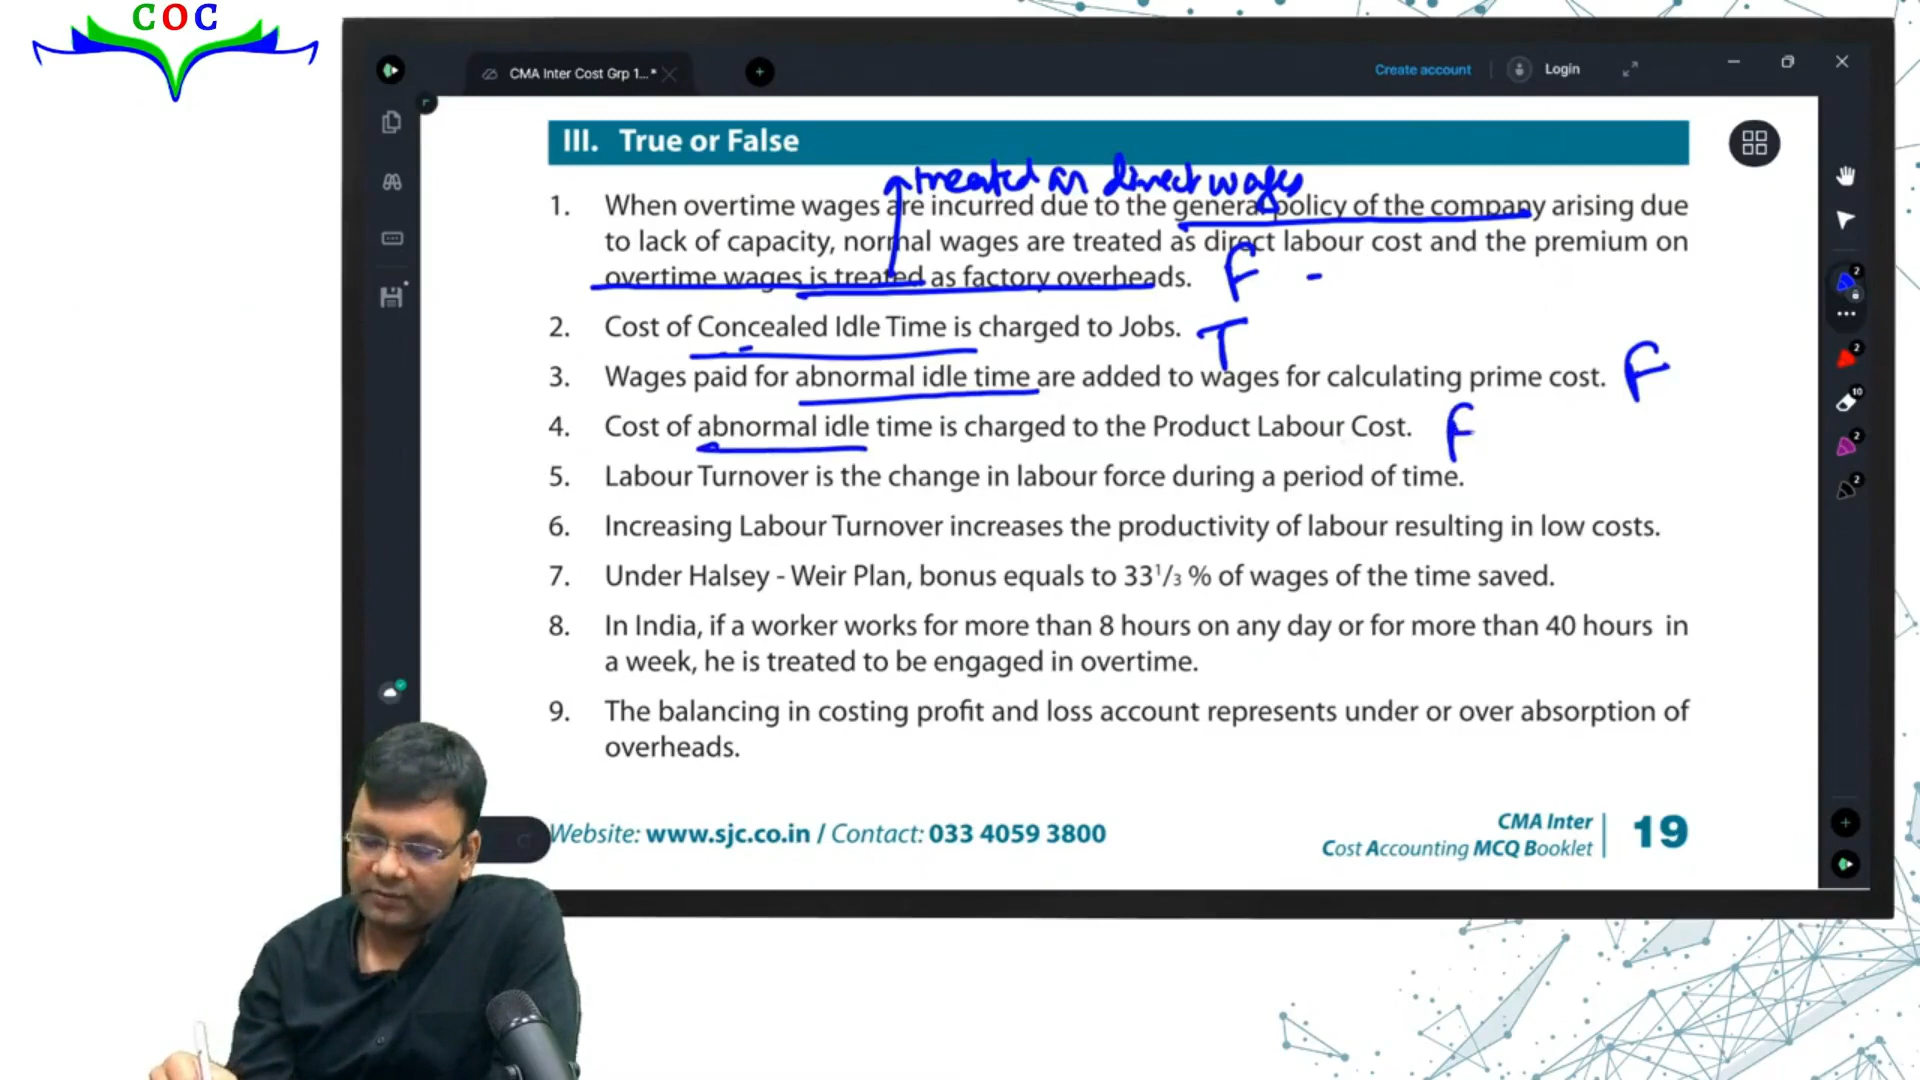 COC
CMA Inter Cost Grp 1...*
Create account
Login
III. True or False
treated as direct wages
1. When overtime wages are incurred due to the general policy of the company arising due
to lack of capacity, normal wages are treated as direct labour cost and the premium on
overtime wages is treated as factory overheads. F -
2. Cost of Concealed Idle Time is charged to Jobs. T
3. Wages paid for abnormal idle time are added to wages for calculating prime cost. F
4. Cost of abnormal idle time is charged to the Product Labour Cost. F
5. Labour Turnover is the change in labour force during a period of time.
6. Increasing Labour Turnover increases the productivity of labour resulting in low costs.
7. Under Halsey - Weir Plan, bonus equals to 33 1/3 % of wages of the time saved.
8. In India, if a worker works for more than 8 hours on any day or for more than 40 hours in
a week, he is treated to be engaged in overtime.
9. The balancing in costing profit and loss account represents under or over absorption of
overheads.
Website: www.sjc.co.in / Contact: 033 4059 3800
CMA Inter
Cost Accounting MCQ Booklet
19
2
2
10
2
2